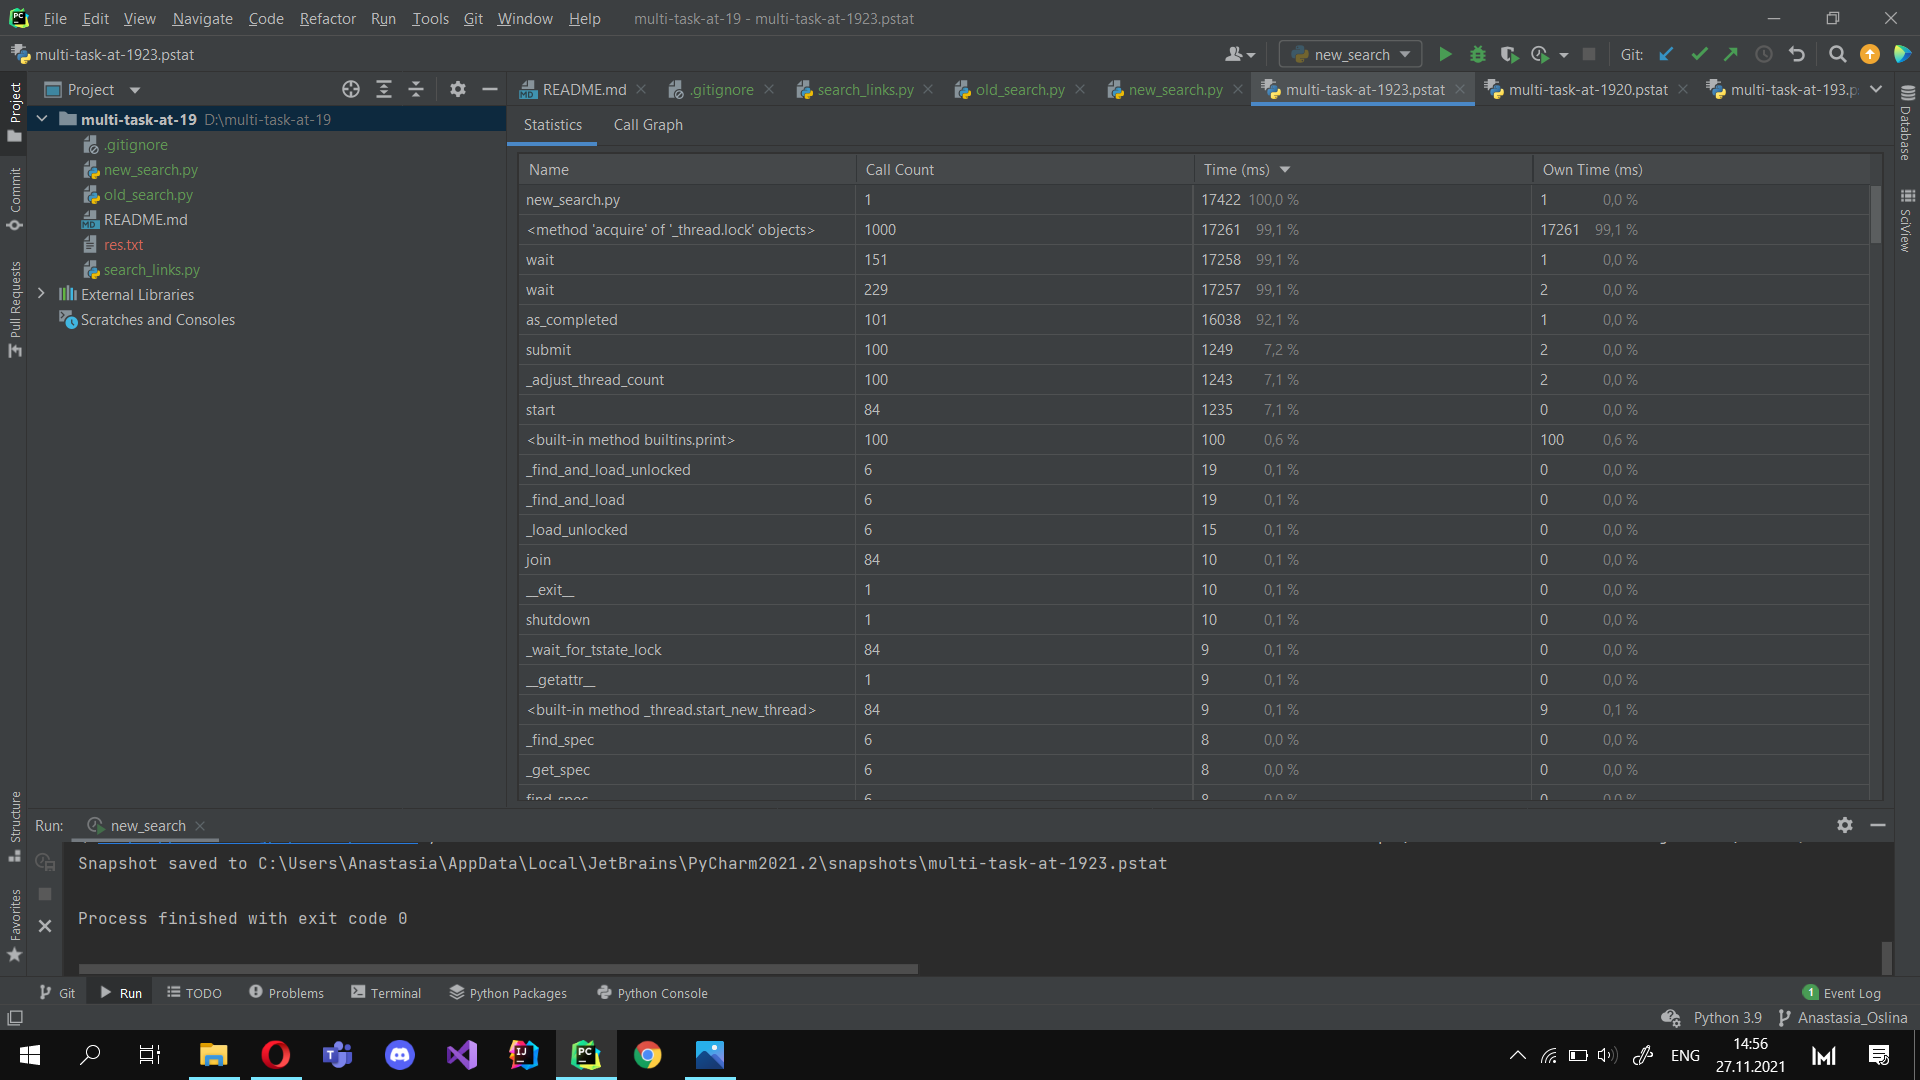 File Edit View Navigate Code Refactor Run Tools Git Window Help multi-task-at-19 - multi-task-at-1923.pstat
multi-task-at-1923.pstat new_search Git:
Project README.md .gitignore search_links.py old_search.py new_search.py multi-task-at-1923.pstat multi-task-at-1920.pstat multi-task-at-193.p
multi-task-at-19 D:\multi-task-at-19
.gitignore
new_search.py
old_search.py
README.md
res.txt
search_links.py
External Libraries
Scratches and Consoles
Project
Commit
Pull Requests
Structure
Favorites
Database
SciView
Statistics Call Graph
Name Call Count Time (ms) Own Time (ms)
new_search.py 1 17422 100,0 % 1 0,0 %
<method 'acquire' of '_thread.lock' objects> 1000 17261 99,1 % 17261 99,1 %
wait 151 17258 99,1 % 1 0,0 %
wait 229 17257 99,1 % 2 0,0 %
as_completed 101 16038 92,1 % 1 0,0 %
submit 100 1249 7,2 % 2 0,0 %
_adjust_thread_count 100 1243 7,1 % 2 0,0 %
start 84 1235 7,1 % 0 0,0 %
<built-in method builtins.print> 100 100 0,6 % 100 0,6 %
_find_and_load_unlocked 6 19 0,1 % 0 0,0 %
_find_and_load 6 19 0,1 % 0 0,0 %
_load_unlocked 6 15 0,1 % 0 0,0 %
join 84 10 0,1 % 0 0,0 %
__exit__ 1 10 0,1 % 0 0,0 %
shutdown 1 10 0,1 % 0 0,0 %
_wait_for_tstate_lock 84 9 0,1 % 0 0,0 %
__getattr__ 1 9 0,1 % 0 0,0 %
<built-in method _thread.start_new_thread> 84 9 0,1 % 9 0,1 %
_find_spec 6 8 0,0 % 0 0,0 %
_get_spec 6 8 0,0 % 0 0,0 %
find_spec 6 8 0,0 % 0 0,0 %
Run: new_search
Snapshot saved to C:\Users\Anastasia\AppData\Local\JetBrains\PyCharm2021.2\snapshots\multi-task-at-1923.pstat
Process finished with exit code 0
Git Run TODO Problems Terminal Python Packages Python Console 1 Event Log
Python 3.9 Anastasia_Oslina
ENG 14:56
27.11.2021